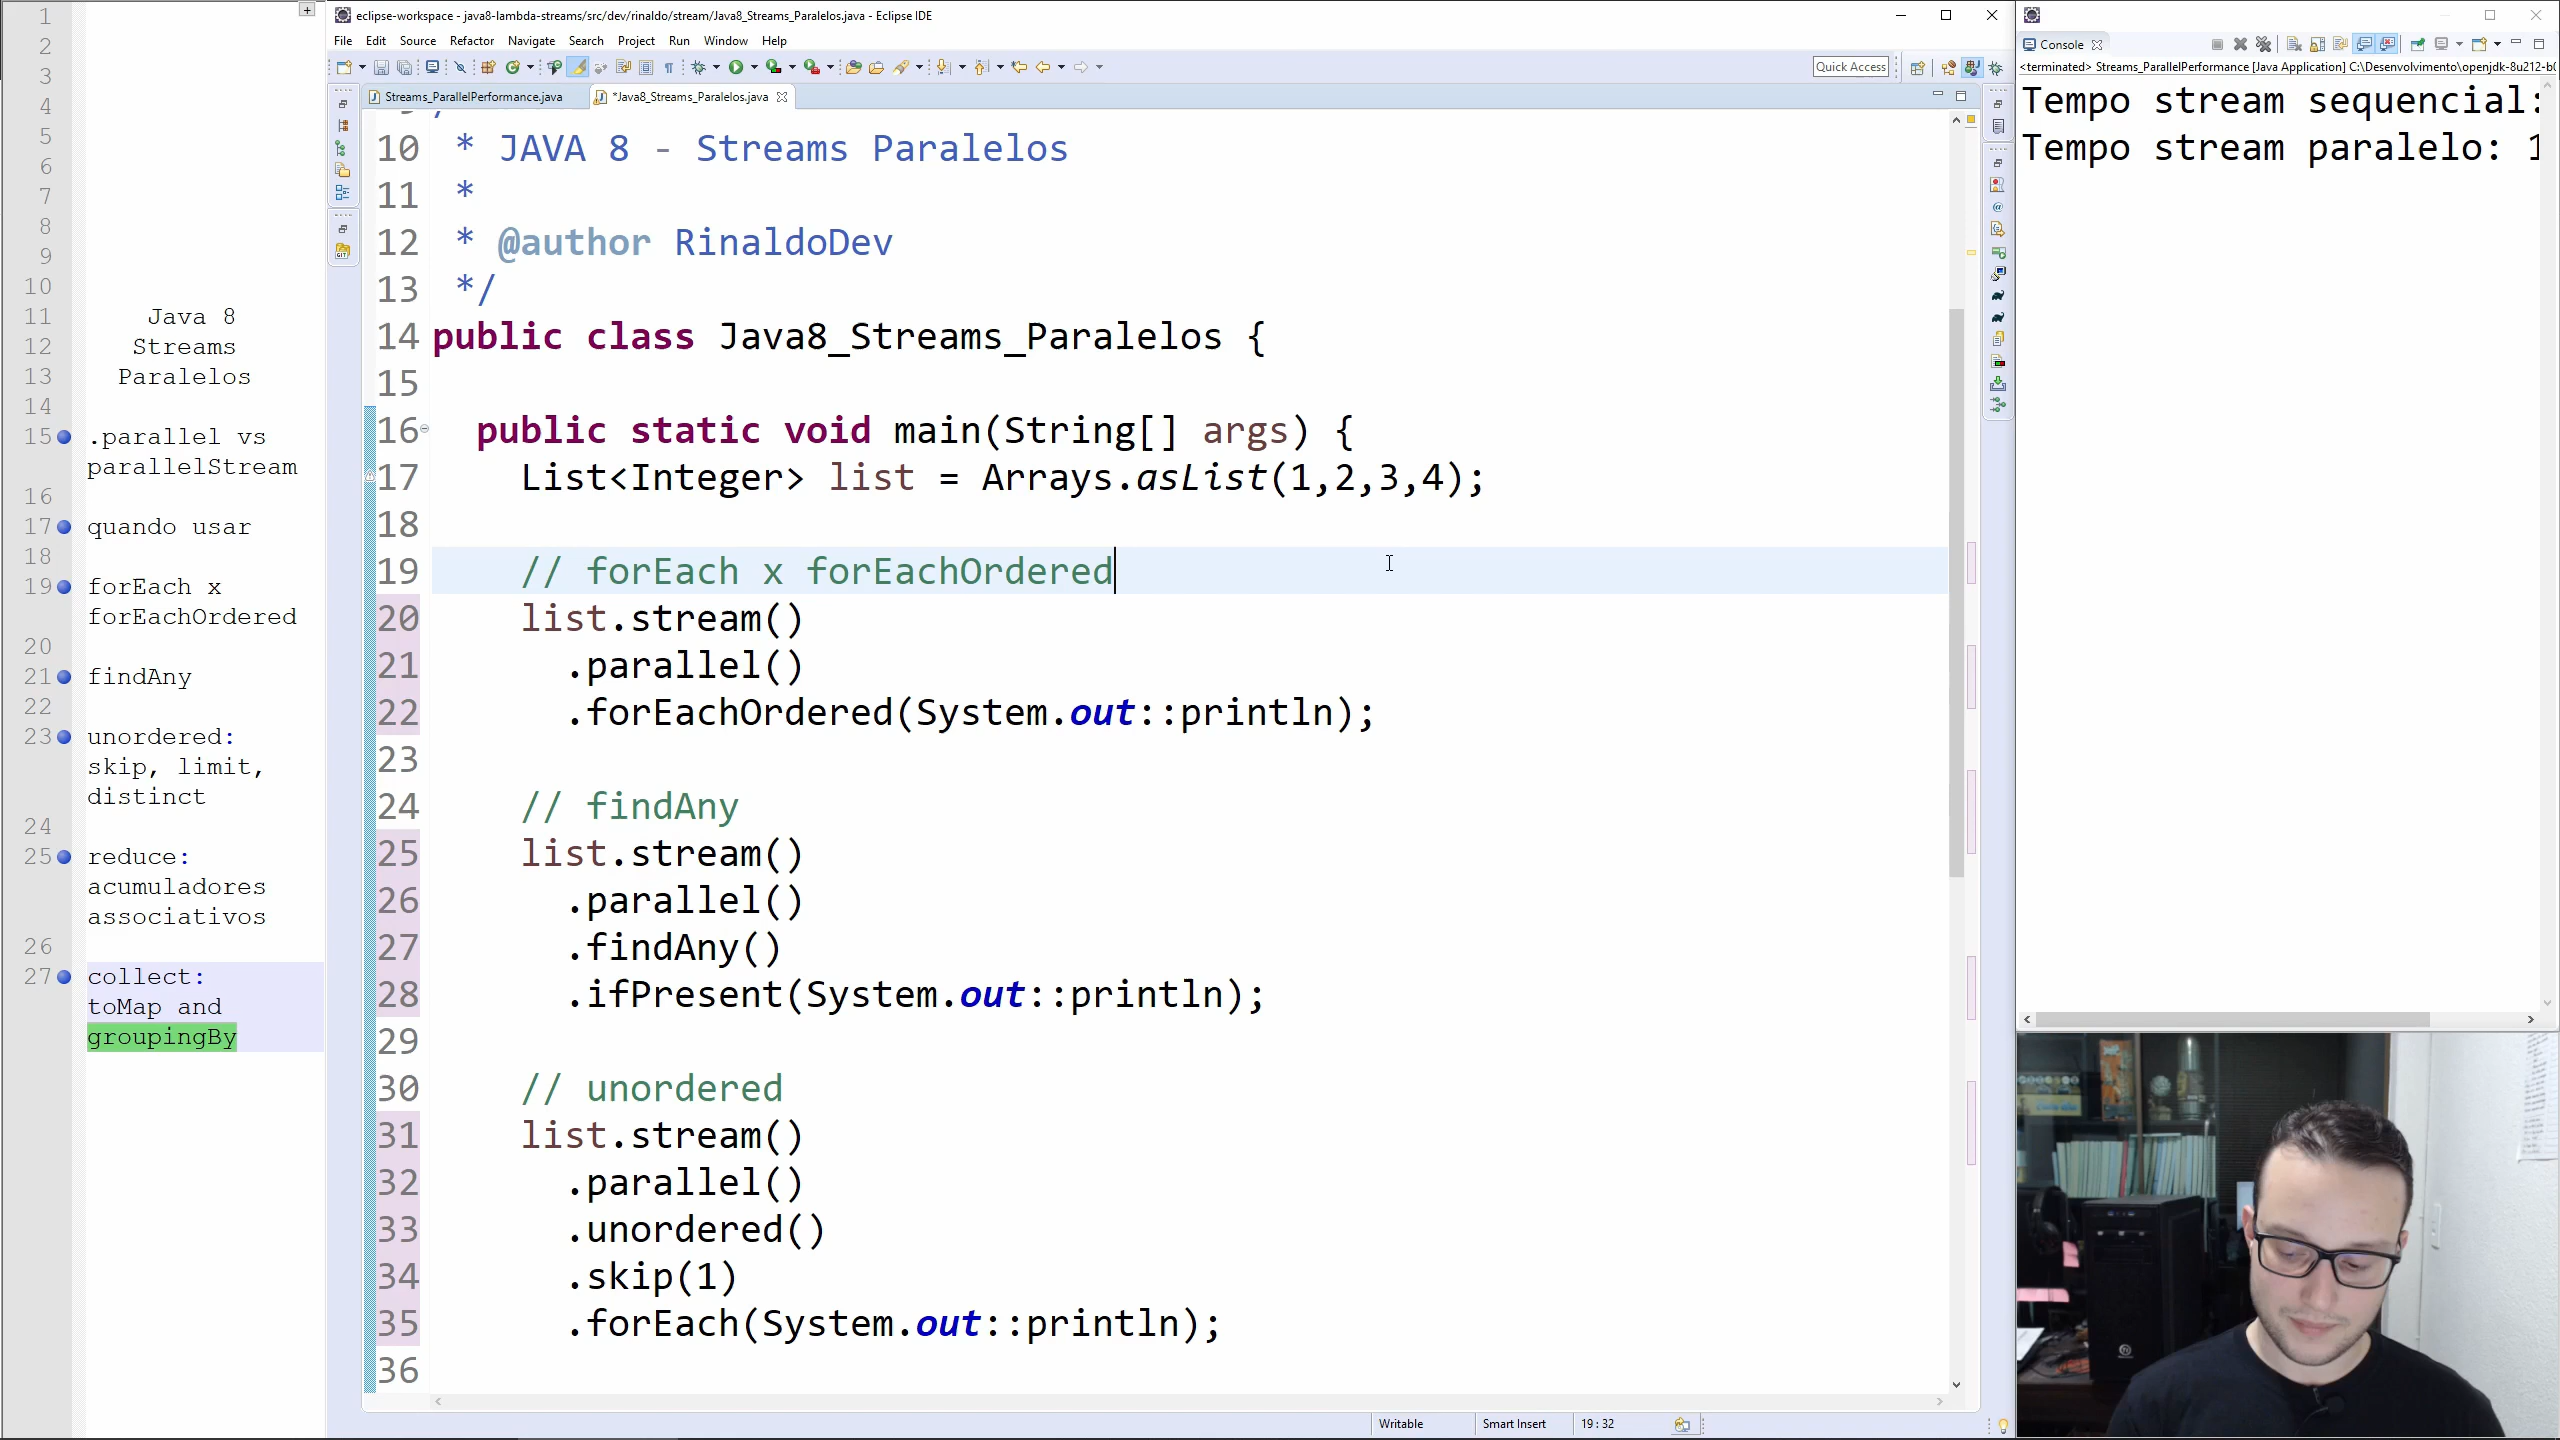 1
2
3
4
5
6
7
8
9
10
11 Java 8
12 Streams
13 Paralelos
14
15 .parallel vs
parallelStream
16
17 quando usar
18
19 forEach x
forEachOrdered
20
21 findAny
22
23 unordered:
skip, limit,
distinct
24
25 reduce:
acumuladores
associativos
26
27 collect:
toMap and
groupingBy
eclipse-workspace - java8-lambda-streams/src/dev/rinaldo/stream/Java8_Streams_Paralelos.java - Eclipse IDE
File Edit Source Refactor Navigate Search Project Run Window Help
Quick Access
Streams_ParallelPerformance.java *Java8_Streams_Paralelos.java
10 * JAVA 8 - Streams Paralelos
11 *
12 * @author RinaldoDev
13 */
14 public class Java8_Streams_Paralelos {
15
16 public static void main(String[] args) {
17 List<Integer> list = Arrays.asList(1,2,3,4);
18
19 // forEach x forEachOrdered
20 list.stream()
21 .parallel()
22 .forEachOrdered(System.out::println);
23
24 // findAny
25 list.stream()
26 .parallel()
27 .findAny()
28 .ifPresent(System.out::println);
29
30 // unordered
31 list.stream()
32 .parallel()
33 .unordered()
34 .skip(1)
35 .forEach(System.out::println);
36
Writable Smart Insert 19 : 32
Console
<terminated> Streams_ParallelPerformance [Java Application] C:\Desenvolvimento\openjdk-8u212-b0
Tempo stream sequencial:
Tempo stream paralelo: 1